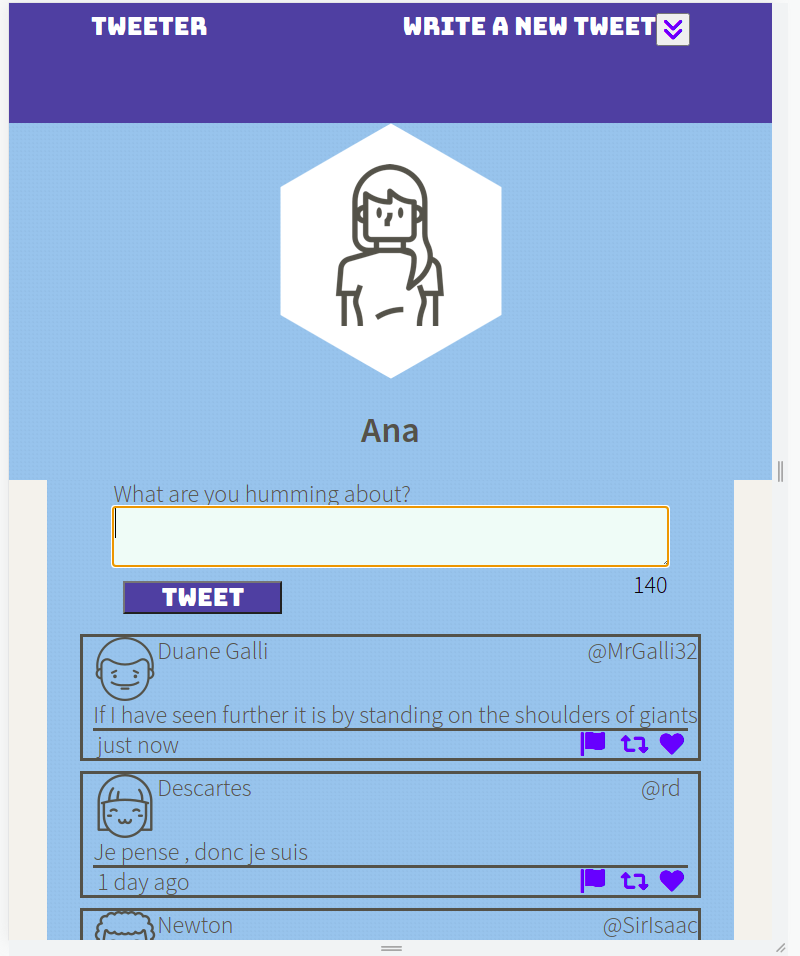 TWEETER
WRITE A NEW TWEET
Ana
What are you humming about?
TWEET
140
Duane Galli @MrGalli32
If I have seen further it is by standing on the shoulders of giants
just now
Descartes @rd
Je pense , donc je suis
1 day ago
Newton @SirIsaac